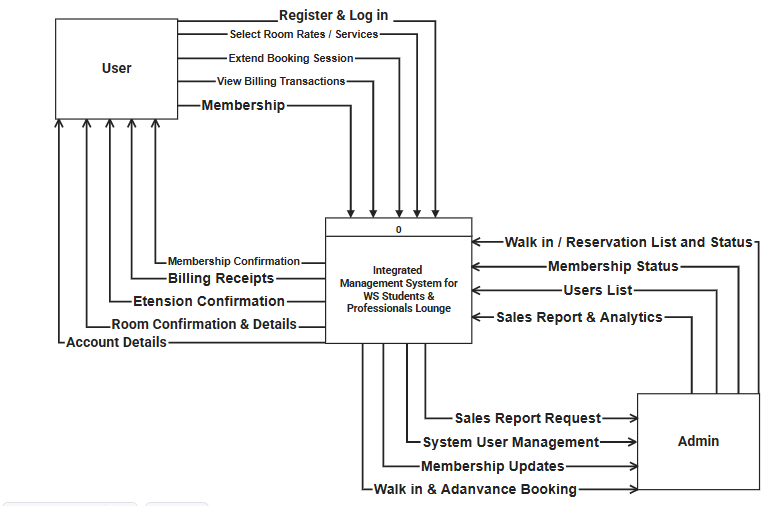 Register & Log in
Select Room Rates / Services
User
Extend Booking Session
View Billing Transactions
Membership
0
Integrated
Management System for
WS Students &
Professionals Lounge
Membership Confirmation
Billing Receipts
Etension Confirmation
Room Confirmation & Details
Account Details
Walk in / Reservation List and Status
Membership Status
Users List
Sales Report & Analytics
Sales Report Request
System User Management
Admin
Membership Updates
Walk in & Adanvance Booking